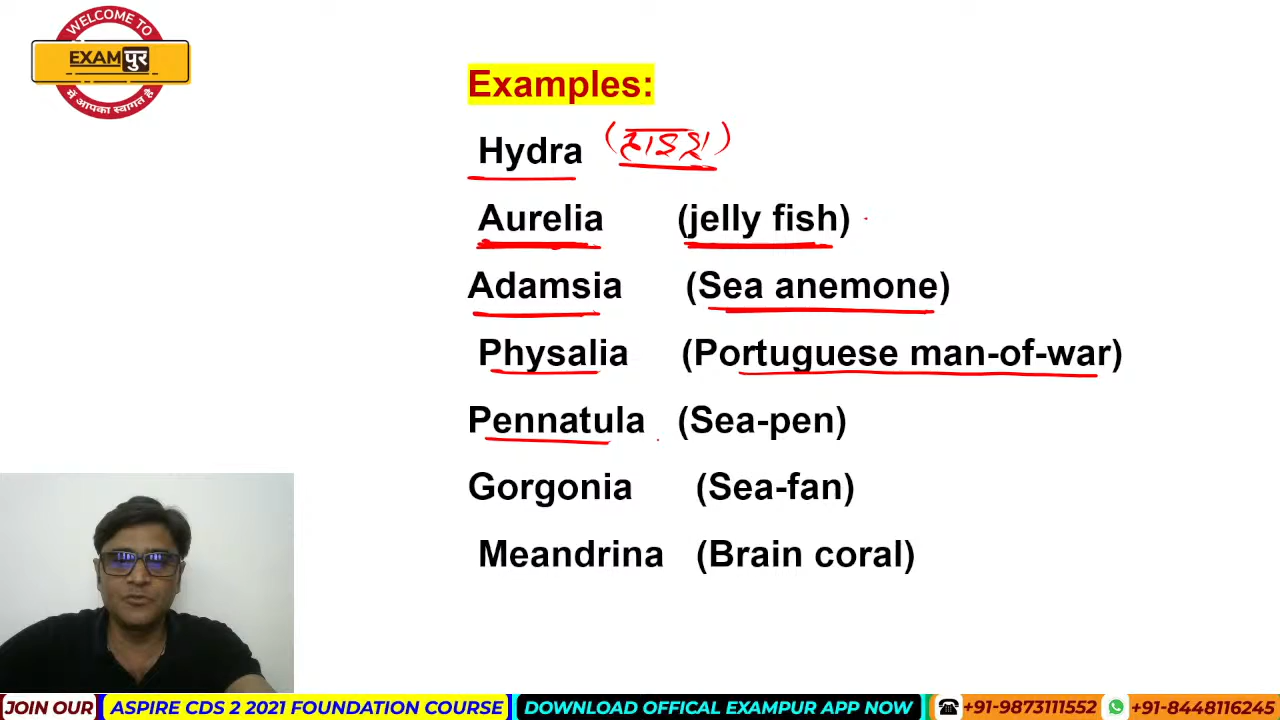 WELCOME TO
EXAMपुर
में आपका स्वागत है
Examples:
Hydra (हाइड्रा)
Aurelia (jelly fish)
Adamsia (Sea anemone)
Physalia (Portuguese man-of-war)
Pennatula (Sea-pen)
Gorgonia (Sea-fan)
Meandrina (Brain coral)
JOIN OUR ASPIRE CDS 2 2021 FOUNDATION COURSE DOWNLOAD OFFICAL EXAMPUR APP NOW +91-9873111552 +91-8448116245